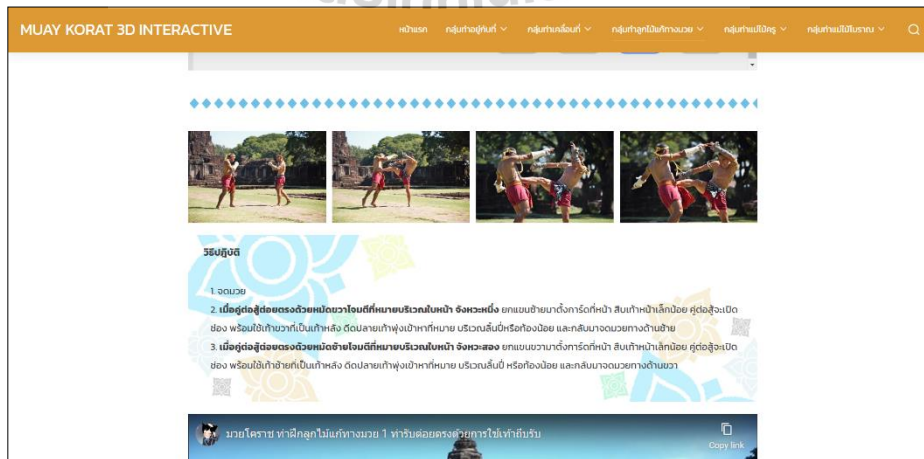 MUAY KORAT 3D INTERACTIVE
หน้าแรก กลุ่มท่าอยู่กับที่ กลุ่มท่าเคลื่อนที่ กลุ่มท่าลูกไม้แก้ทางมวย กลุ่มท่าแม่ไม้ครู กลุ่มท่าแม่ไม้โบราณ
วิธีปฏิบัติ
1. จดมวย
2. เมื่อคู่ต่อสู้ต่อยตรงด้วยหมัดขวาโจมตีที่หมายบริเวณใบหน้า จังหวะหนึ่ง ยกแขนซ้ายมาตั้งการ์ดที่หน้า สืบเท้าหน้าเล็กน้อย คู่ต่อสู้จะเปิด
ช่อง พร้อมใช้เท้าขวาที่เป็นเท้าหลัง ดีดปลายเท้าพุ่งเข้าหาที่หมาย บริเวณลิ้นปี่หรือท้องน้อย และกลับมาจดมวยทางด้านซ้าย
3. เมื่อคู่ต่อสู้ต่อยตรงด้วยหมัดซ้ายโจมตีที่หมายบริเวณใบหน้า จังหวะสอง ยกแขนขวามาตั้งการ์ดที่หน้า สืบเท้าหน้าเล็กน้อย คู่ต่อสู้จะเปิด
ช่อง พร้อมใช้เท้าซ้ายที่เป็นเท้าหลัง ดีดปลายเท้าพุ่งเข้าหาที่หมาย บริเวณลิ้นปี่ หรือท้องน้อย และกลับมาจดมวยทางด้านขวา
มวยโคราช ท่าฝึกลูกไม้แก้ทางมวย 1 ท่ารับต่อยตรงด้วยการใช้เท้าถีบรับ
Copy link